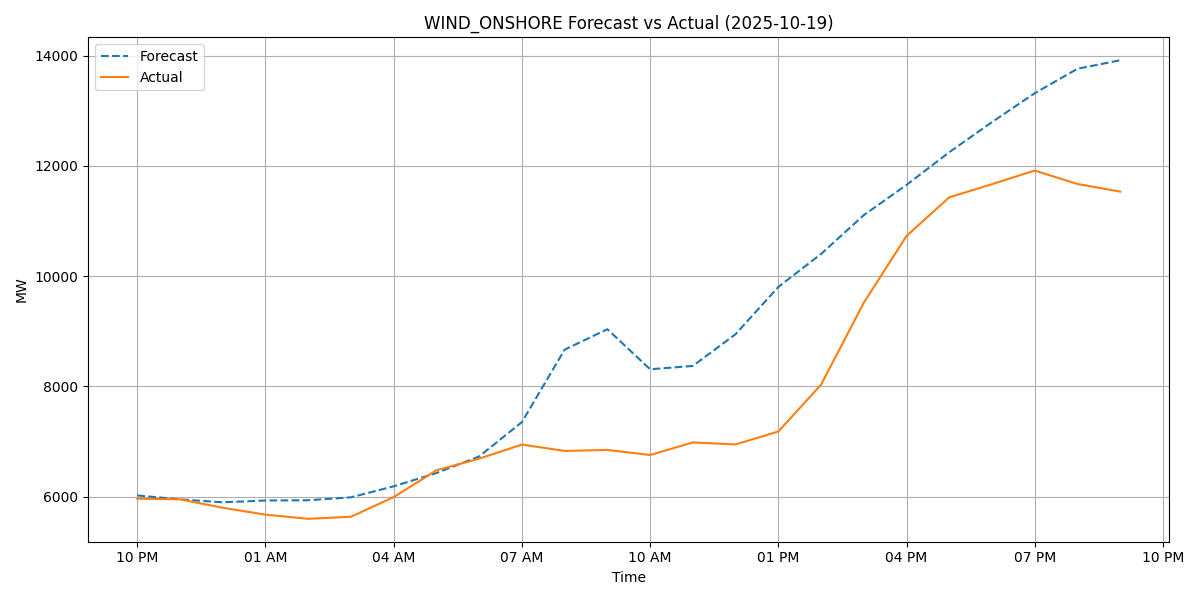 WIND_ONSHORE Forecast vs Actual (2025-10-19)
Forecast
Actual
14000
12000
10000
8000
6000
MW
10 PM 01 AM 04 AM 07 AM 10 AM 01 PM 04 PM 07 PM 10 PM
Time